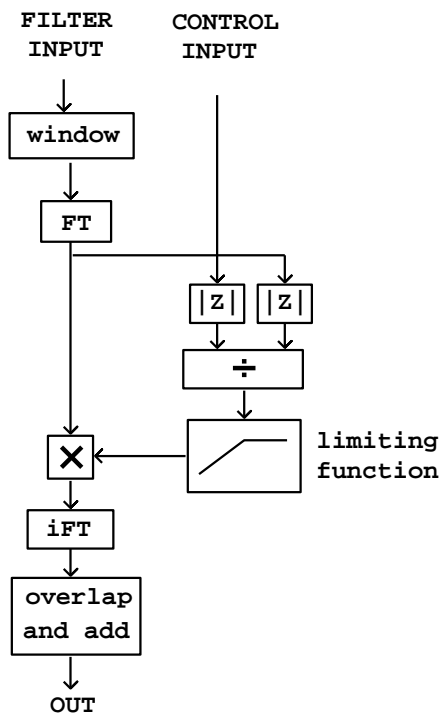 FILTER
INPUT
CONTROL
INPUT
window
FT
|Z|
|Z|
÷
×
limiting
function
iFT
overlap
and add
OUT